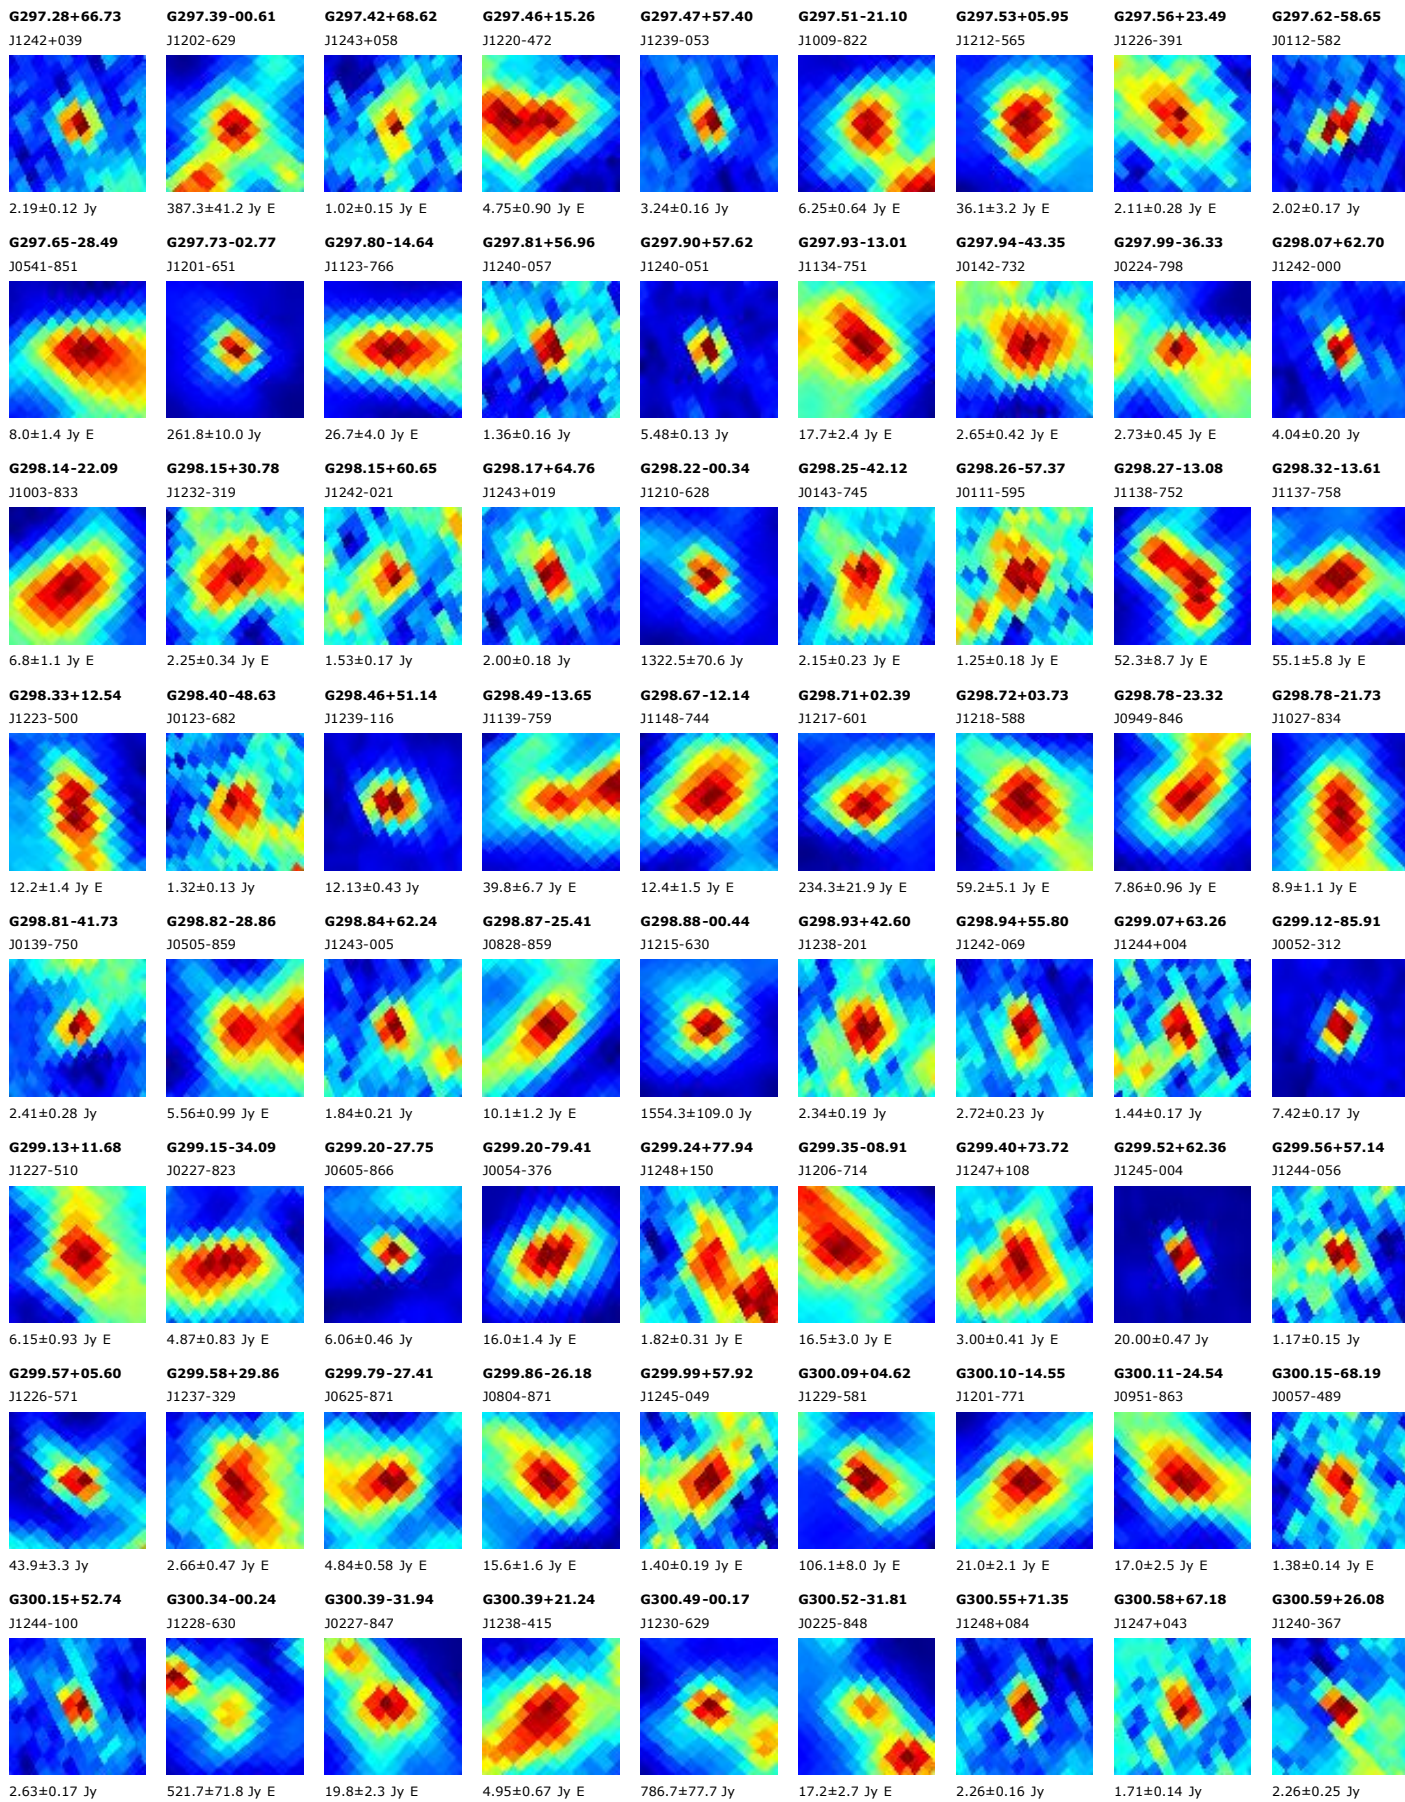 G297.28+66.73 G297.39-00.61 G297.42+68.62 G297.46+15.26 G297.47+57.40 G297.51-21.10 G297.53+05.95 G297.56+23.49 G297.62-58.65
J1242+039 J1202-629 J1243+058 J1220-472 J1239-053 J1009-822 J1212-565 J1226-391 J0112-582
2.19±0.12 Jy 387.3±41.2 Jy E 1.02±0.15 Jy E 4.75±0.90 Jy E 3.24±0.16 Jy 6.25±0.64 Jy E 36.1±3.2 Jy E 2.11±0.28 Jy E 2.02±0.17 Jy
G297.65-28.49 G297.73-02.77 G297.80-14.64 G297.81+56.96 G297.90+57.62 G297.93-13.01 G297.94-43.35 G297.99-36.33 G298.07+62.70
J0541-851 J1201-651 J1123-766 J1240-057 J1240-051 J1134-751 J0142-732 J0224-798 J1242-000
8.0±1.4 Jy E 261.8±10.0 Jy 26.7±4.0 Jy E 1.36±0.16 Jy 5.48±0.13 Jy 17.7±2.4 Jy E 2.65±0.42 Jy E 2.73±0.45 Jy E 4.04±0.20 Jy
G298.14-22.09 G298.15+30.78 G298.15+60.65 G298.17+64.76 G298.22-00.34 G298.25-42.12 G298.26-57.37 G298.27-13.08 G298.32-13.61
J1003-833 J1232-319 J1242-021 J1243+019 J1210-628 J0143-745 J0111-595 J1138-752 J1137-758
6.8±1.1 Jy E 2.25±0.34 Jy E 1.53±0.17 Jy 2.00±0.18 Jy 1322.5±70.6 Jy 2.15±0.23 Jy E 1.25±0.18 Jy E 52.3±8.7 Jy E 55.1±5.8 Jy E
G298.33+12.54 G298.40-48.63 G298.46+51.14 G298.49-13.65 G298.67-12.14 G298.71+02.39 G298.72+03.73 G298.78-23.32 G298.78-21.73
J1223-500 J0123-682 J1239-116 J1139-759 J1148-744 J1217-601 J1218-588 J0949-846 J1027-834
12.2±1.4 Jy E 1.32±0.13 Jy 12.13±0.43 Jy 39.8±6.7 Jy E 12.4±1.5 Jy E 234.3±21.9 Jy E 59.2±5.1 Jy E 7.86±0.96 Jy E 8.9±1.1 Jy E
G298.81-41.73 G298.82-28.86 G298.84+62.24 G298.87-25.41 G298.88-00.44 G298.93+42.60 G298.94+55.80 G299.07+63.26 G299.12-85.91
J0139-750 J0505-859 J1243-005 J0828-859 J1215-630 J1238-201 J1242-069 J1244+004 J0052-312
2.41±0.28 Jy 5.56±0.99 Jy E 1.84±0.21 Jy 10.1±1.2 Jy E 1554.3±109.0 Jy 2.34±0.19 Jy 2.72±0.23 Jy 1.44±0.17 Jy 7.42±0.17 Jy
G299.13+11.68 G299.15-34.09 G299.20-27.75 G299.20-79.41 G299.24+77.94 G299.35-08.91 G299.40+73.72 G299.52+62.36 G299.56+57.14
J1227-510 J0227-823 J0605-866 J0054-376 J1248+150 J1206-714 J1247+108 J1245-004 J1244-056
6.15±0.93 Jy E 4.87±0.83 Jy E 6.06±0.46 Jy 16.0±1.4 Jy E 1.82±0.31 Jy E 16.5±3.0 Jy E 3.00±0.41 Jy E 20.00±0.47 Jy 1.17±0.15 Jy
G299.57+05.60 G299.58+29.86 G299.79-27.41 G299.86-26.18 G299.99+57.92 G300.09+04.62 G300.10-14.55 G300.11-24.54 G300.15-68.19
J1226-571 J1237-329 J0625-871 J0804-871 J1245-049 J1229-581 J1201-771 J0951-863 J0057-489
43.9±3.3 Jy 2.66±0.47 Jy E 4.84±0.58 Jy E 15.6±1.6 Jy E 1.40±0.19 Jy E 106.1±8.0 Jy E 21.0±2.1 Jy E 17.0±2.5 Jy E 1.38±0.14 Jy E
G300.15+52.74 G300.34-00.24 G300.39-31.94 G300.39+21.24 G300.49-00.17 G300.52-31.81 G300.55+71.35 G300.58+67.18 G300.59+26.08
J1244-100 J1228-630 J0227-847 J1238-415 J1230-629 J0225-848 J1248+084 J1247+043 J1240-367
2.63±0.17 Jy 521.7±71.8 Jy E 19.8±2.3 Jy E 4.95±0.67 Jy E 786.7±77.7 Jy 17.2±2.7 Jy E 2.26±0.16 Jy 1.71±0.14 Jy 2.26±0.25 Jy